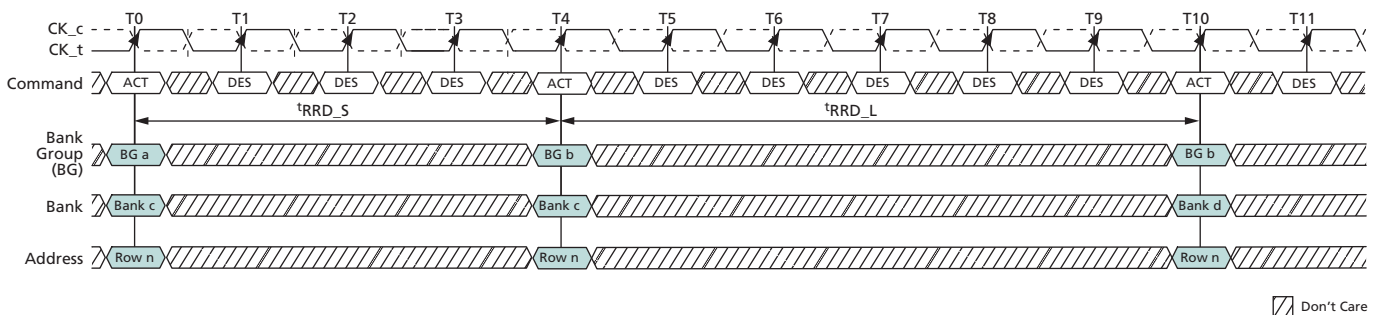 T0 T1 T2 T3 T4 T5 T6 T7 T8 T9 T10 T11
CK_c
CK_t
Command ACT DES DES DES ACT DES DES DES DES DES ACT DES
tRRD_S tRRD_L
Bank
Group
(BG)
BG a BG b BG b
Bank Bank c Bank c Bank d
Address Row n Row n Row n
Don't Care